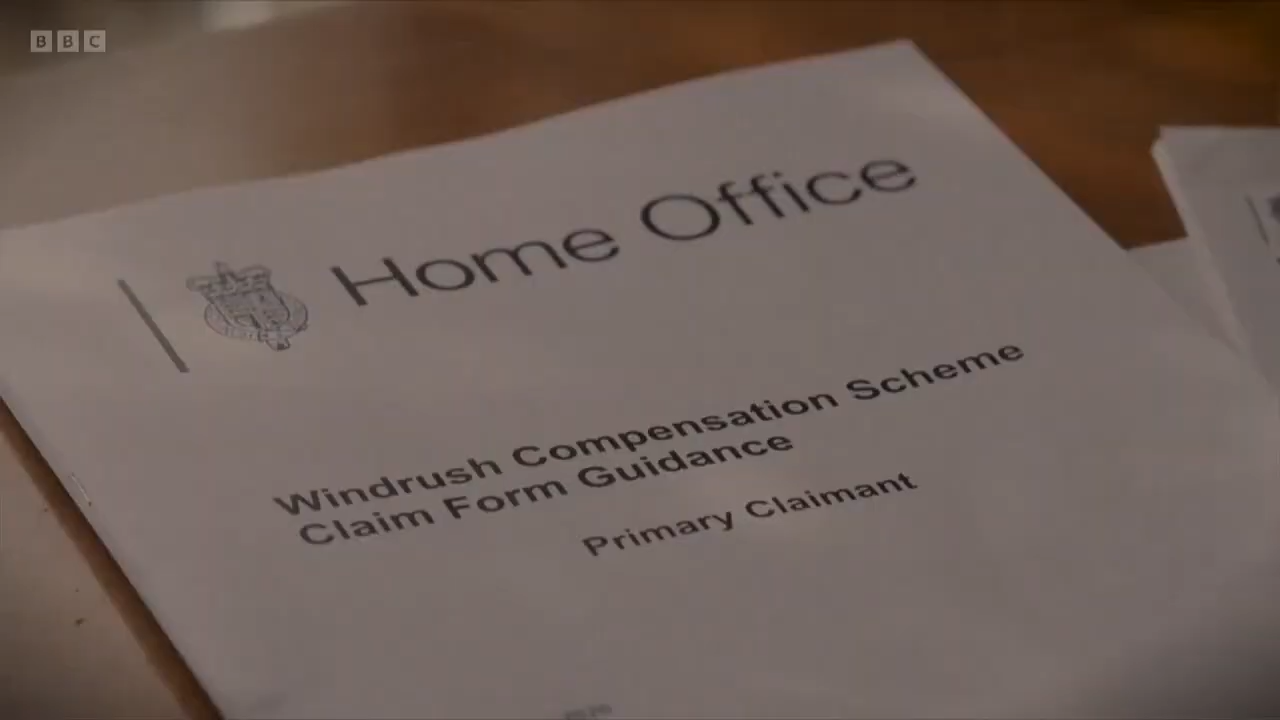 BBC
Home Office
Windrush Compensation Scheme
Claim Form Guidance
Primary Claimant